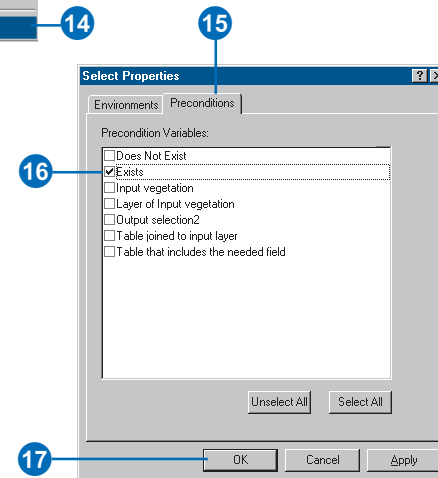 14
15
Select Properties
Environments Preconditions
Precondition Variables:
Does Not Exist
16
Exists
Input vegetation
Layer of Input vegetation
Output selection2
Table joined to input layer
Table that includes the needed field
Unselect All Select All
17
OK Cancel Apply